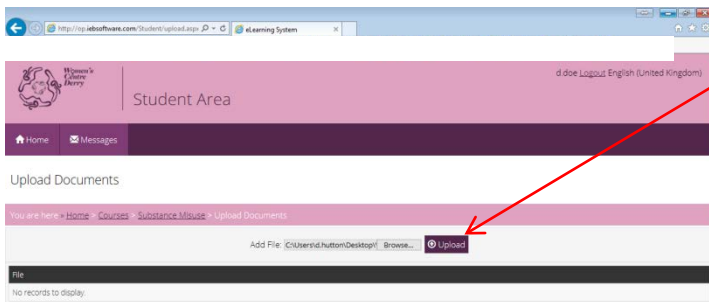 http://op.iebsoftware.com/Student/upload.aspx
eLearning System
Women's
Centre
Derry
Student Area
d.doe Logout English (United Kingdom)
Home Messages
Upload Documents
You are here > Home > Courses > Substance Misuse > Upload Documents
Add File: C:\Users\d.hutton\Desktop\ Browse... Upload
File
No records to display.